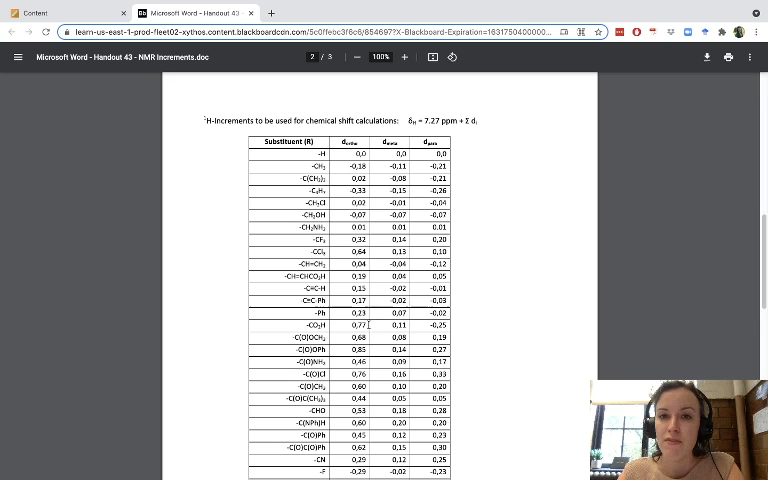 Content
Microsoft Word - Handout 43 -
learn-us-east-1-prod-fleet02-xythos.content.blackboardcdn.com/5c0ffebc3f6c6/854697?X-Blackboard-Expiration=1631750400000...
Microsoft Word - Handout 43 - NMR Increments.doc
2 / 3
100%
¹H-Increments to be used for chemical shift calculations: δH = 7.27 ppm + Σ di
Substituent (R) dortho dmeta dpara
-H 0,0 0,0 0,0
-CH3 -0,18 -0,11 -0,21
-C(CH3)3 0,02 -0,08 -0,21
-0,33 -0,15 -0,26
-CH2Cl 0,02 -0,01 -0,04
-CH2OH -0,07 -0,07 -0,07
-CH2NH2 0.01 0.01 0.01
-CF3 0,32 0,14 0,20
-CCl3 0,64 0,13 0,10
-CH=CH2 0,04 -0,04 -0,12
-CH=CHCO2H 0,19 0,04 0,05
-C≡C-H 0,15 -0,02 -0,01
-C≡C-Ph 0,17 -0,02 -0,03
-Ph 0,23 0,07 -0,02
-CO2H 0,77 0,11 -0,25
-C(O)OCH3 0,68 0,08 0,19
-C(O)OPh 0,85 0,14 0,27
-C(O)NH2 0,46 0,09 0,17
-C(O)Cl 0,76 0,16 0,33
-C(O)CH3 0,60 0,10 0,20
-C(O)C(CH3)3 0,44 0,05 0,05
-CHO 0,53 0,18 0,28
-C(NPh)H 0,60 0,20 0,20
-C(O)Ph 0,45 0,12 0,23
-C(O)C(O)Ph 0,62 0,15 0,30
-CN 0,29 0,12 0,25
-F -0,29 -0,02 -0,23